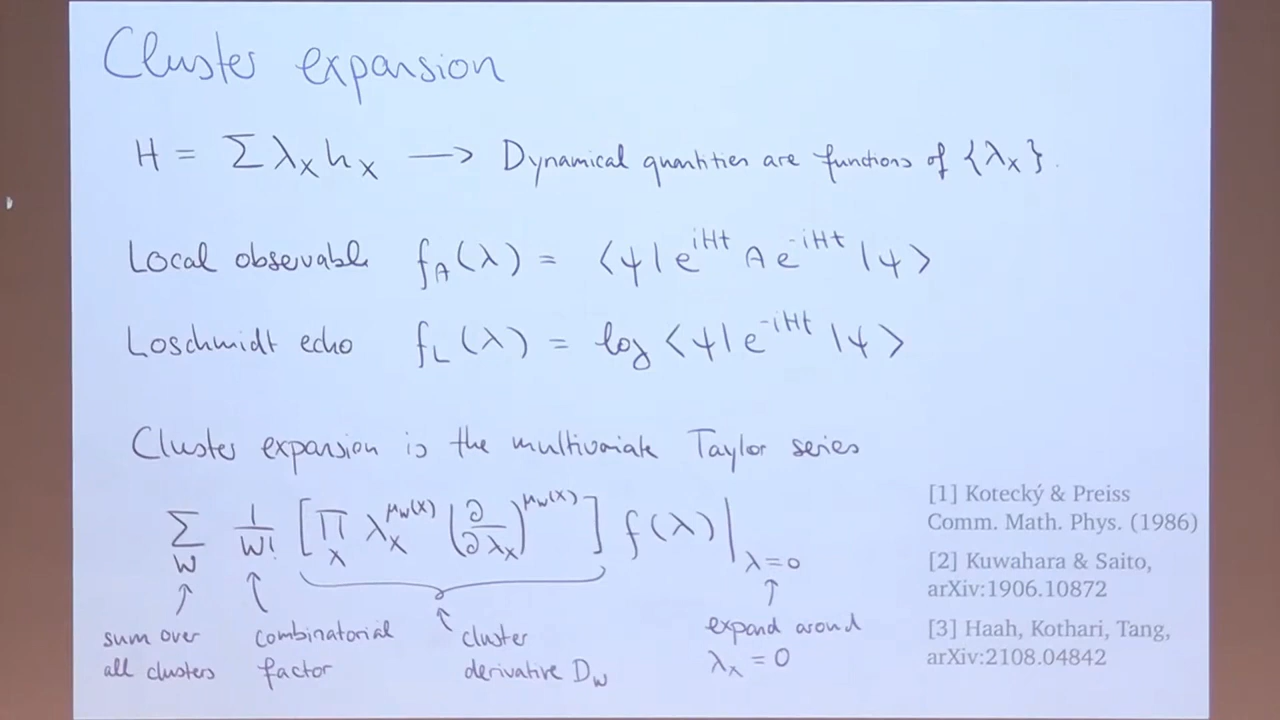 Cluster expansion
H = Σ λ_x h_x ⟶ Dynamical quantities are functions of {λ_x}.
Local observable f_A(λ) = ⟨ψ| e^{iHt} A e^{-iHt} |ψ⟩
Loschmidt echo f_L(λ) = log ⟨ψ| e^{-iHt} |ψ⟩
Cluster expansion is the multivariate Taylor series
Σ_W 1/W! [∏_x λ_x^{μ_W(x)} (∂/∂λ_x)^{μ_W(x)}] f(λ)|_{λ=0}
sum over
all clusters
combinatorial
factor
cluster
derivative D_W
expand around
λ_x = 0
[1] Kotecký & Preiss
Comm. Math. Phys. (1986)
[2] Kuwahara & Saito,
arXiv:1906.10872
[3] Haah, Kothari, Tang,
arXiv:2108.04842